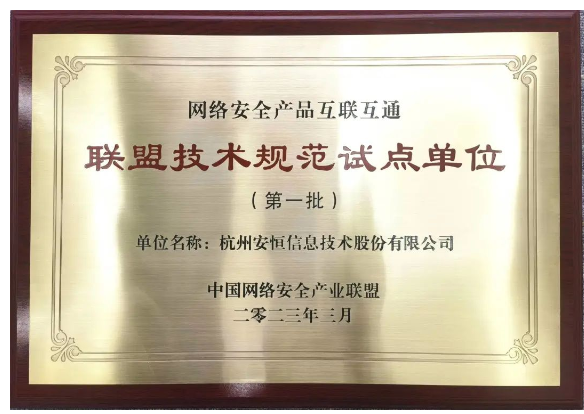 网络安全产品互联互通
联盟技术规范试点单位
（第一批）
单位名称：杭州安恒信息技术股份有限公司
中国网络安全产业联盟
二零二三年三月